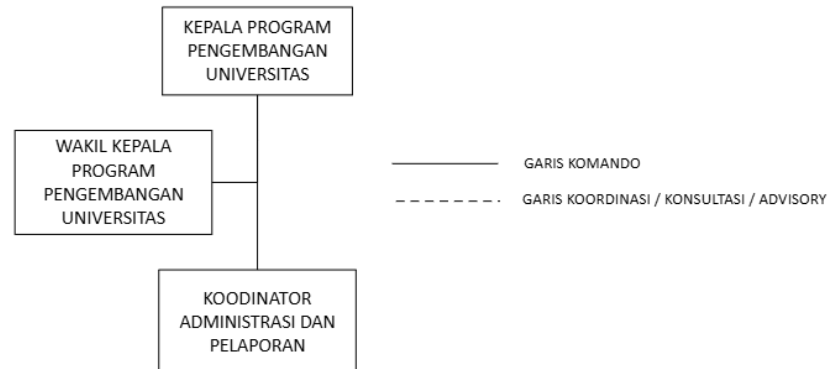 KEPALA PROGRAM
PENGEMBANGAN
UNIVERSITAS
WAKIL KEPALA
PROGRAM
PENGEMBANGAN
UNIVERSITAS
GARIS KOMANDO
GARIS KOORDINASI / KONSULTASI / ADVISORY
KOODINATOR
ADMINISTRASI DAN
PELAPORAN